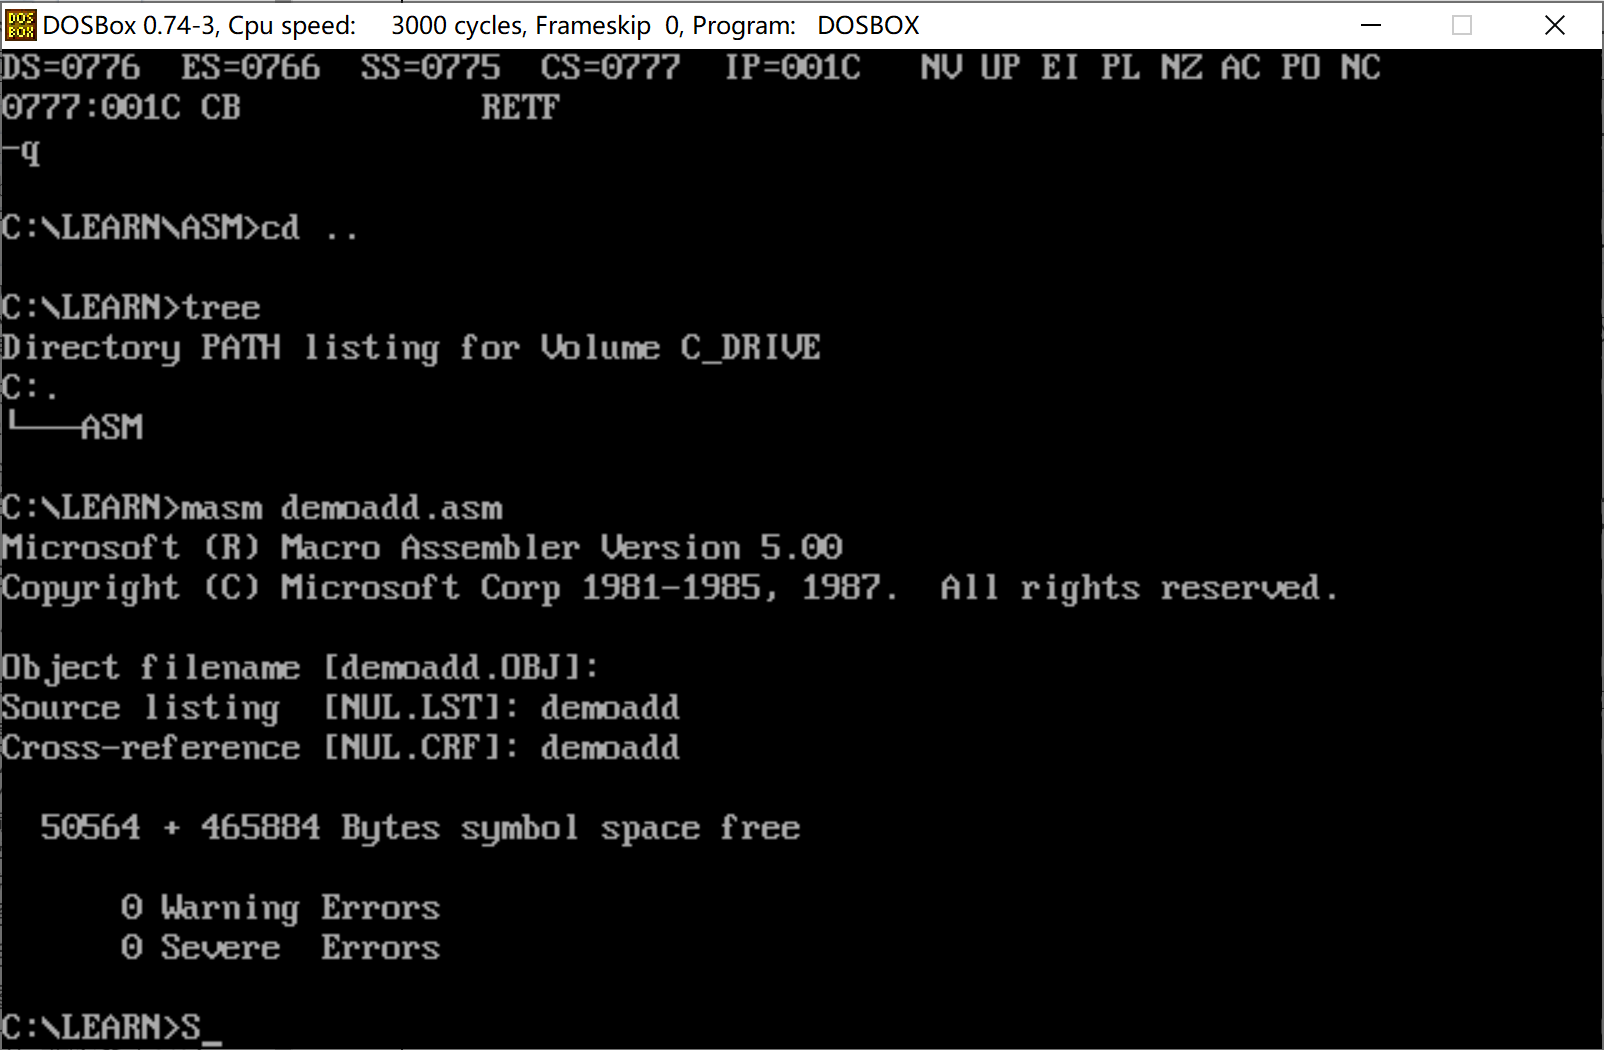 DOSBox 0.74-3, Cpu speed:     3000 cycles, Frameskip  0, Program:   DOSBOX
DS=0776  ES=0766  SS=0775  CS=0777  IP=001C   NV UP EI PL NZ AC PO NC
0777:001C CB            RETF
-q
C:\LEARN\ASM>cd ..
C:\LEARN>tree
Directory PATH listing for Volume C_DRIVE
C:.
└───ASM
C:\LEARN>masm demoadd.asm
Microsoft (R) Macro Assembler Version 5.00
Copyright (C) Microsoft Corp 1981-1985, 1987.  All rights reserved.
Object filename [demoadd.OBJ]:
Source listing  [NUL.LST]: demoadd
Cross-reference [NUL.CRF]: demoadd
  50564 + 465884 Bytes symbol space free
      0 Warning Errors
      0 Severe  Errors
C:\LEARN>S_